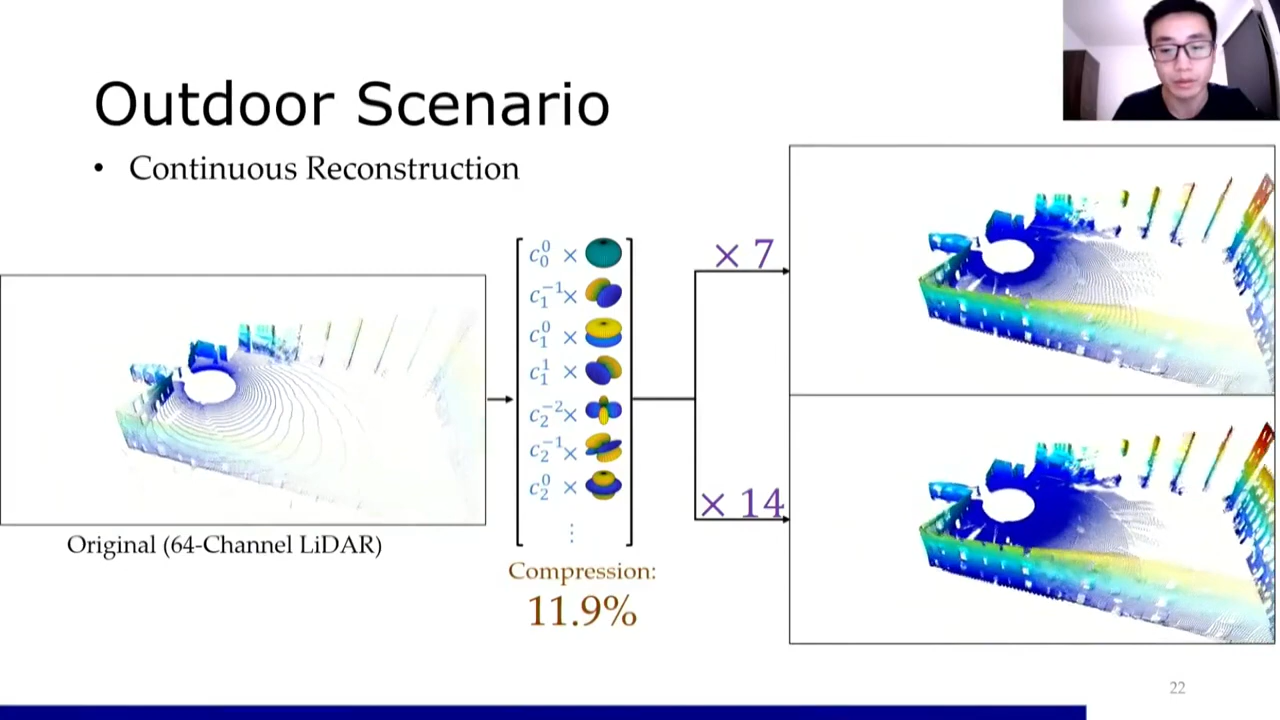 Outdoor Scenario
• Continuous Reconstruction
c₀⁰ ×
c₁⁻¹×
c₁⁰ ×
c₁¹ ×
c₂⁻²×
c₂⁻¹×
c₂⁰ ×
⋮
× 7
× 14
Original (64-Channel LiDAR)
Compression:
11.9%
22